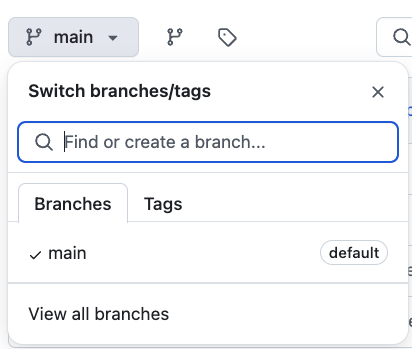 main
Switch branches/tags
Find or create a branch...
Branches
Tags
main
default
View all branches